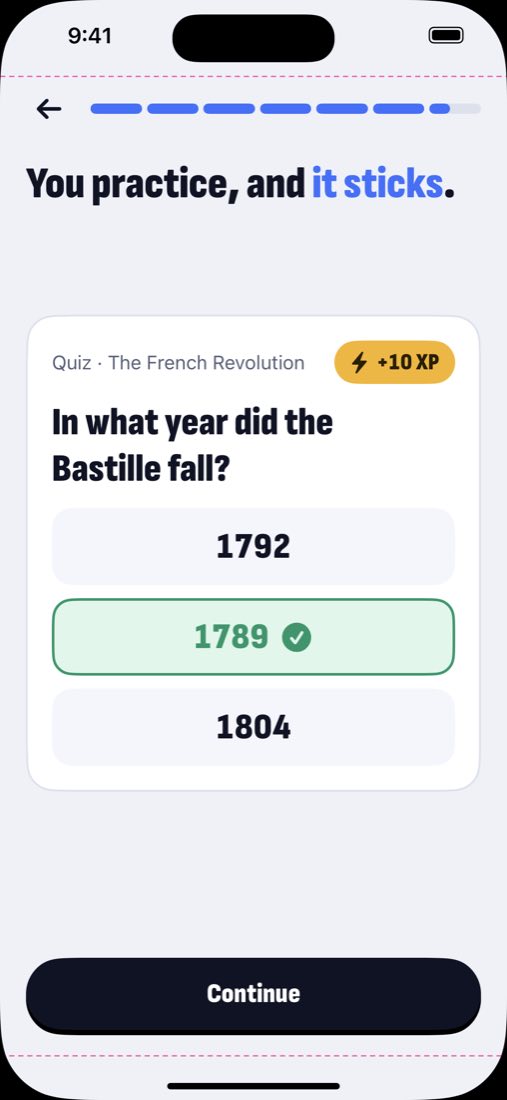 9:41
You practice, and it sticks.
Quiz · The French Revolution
+10 XP
In what year did the
Bastille fall?
1792
1789
1804
Continue